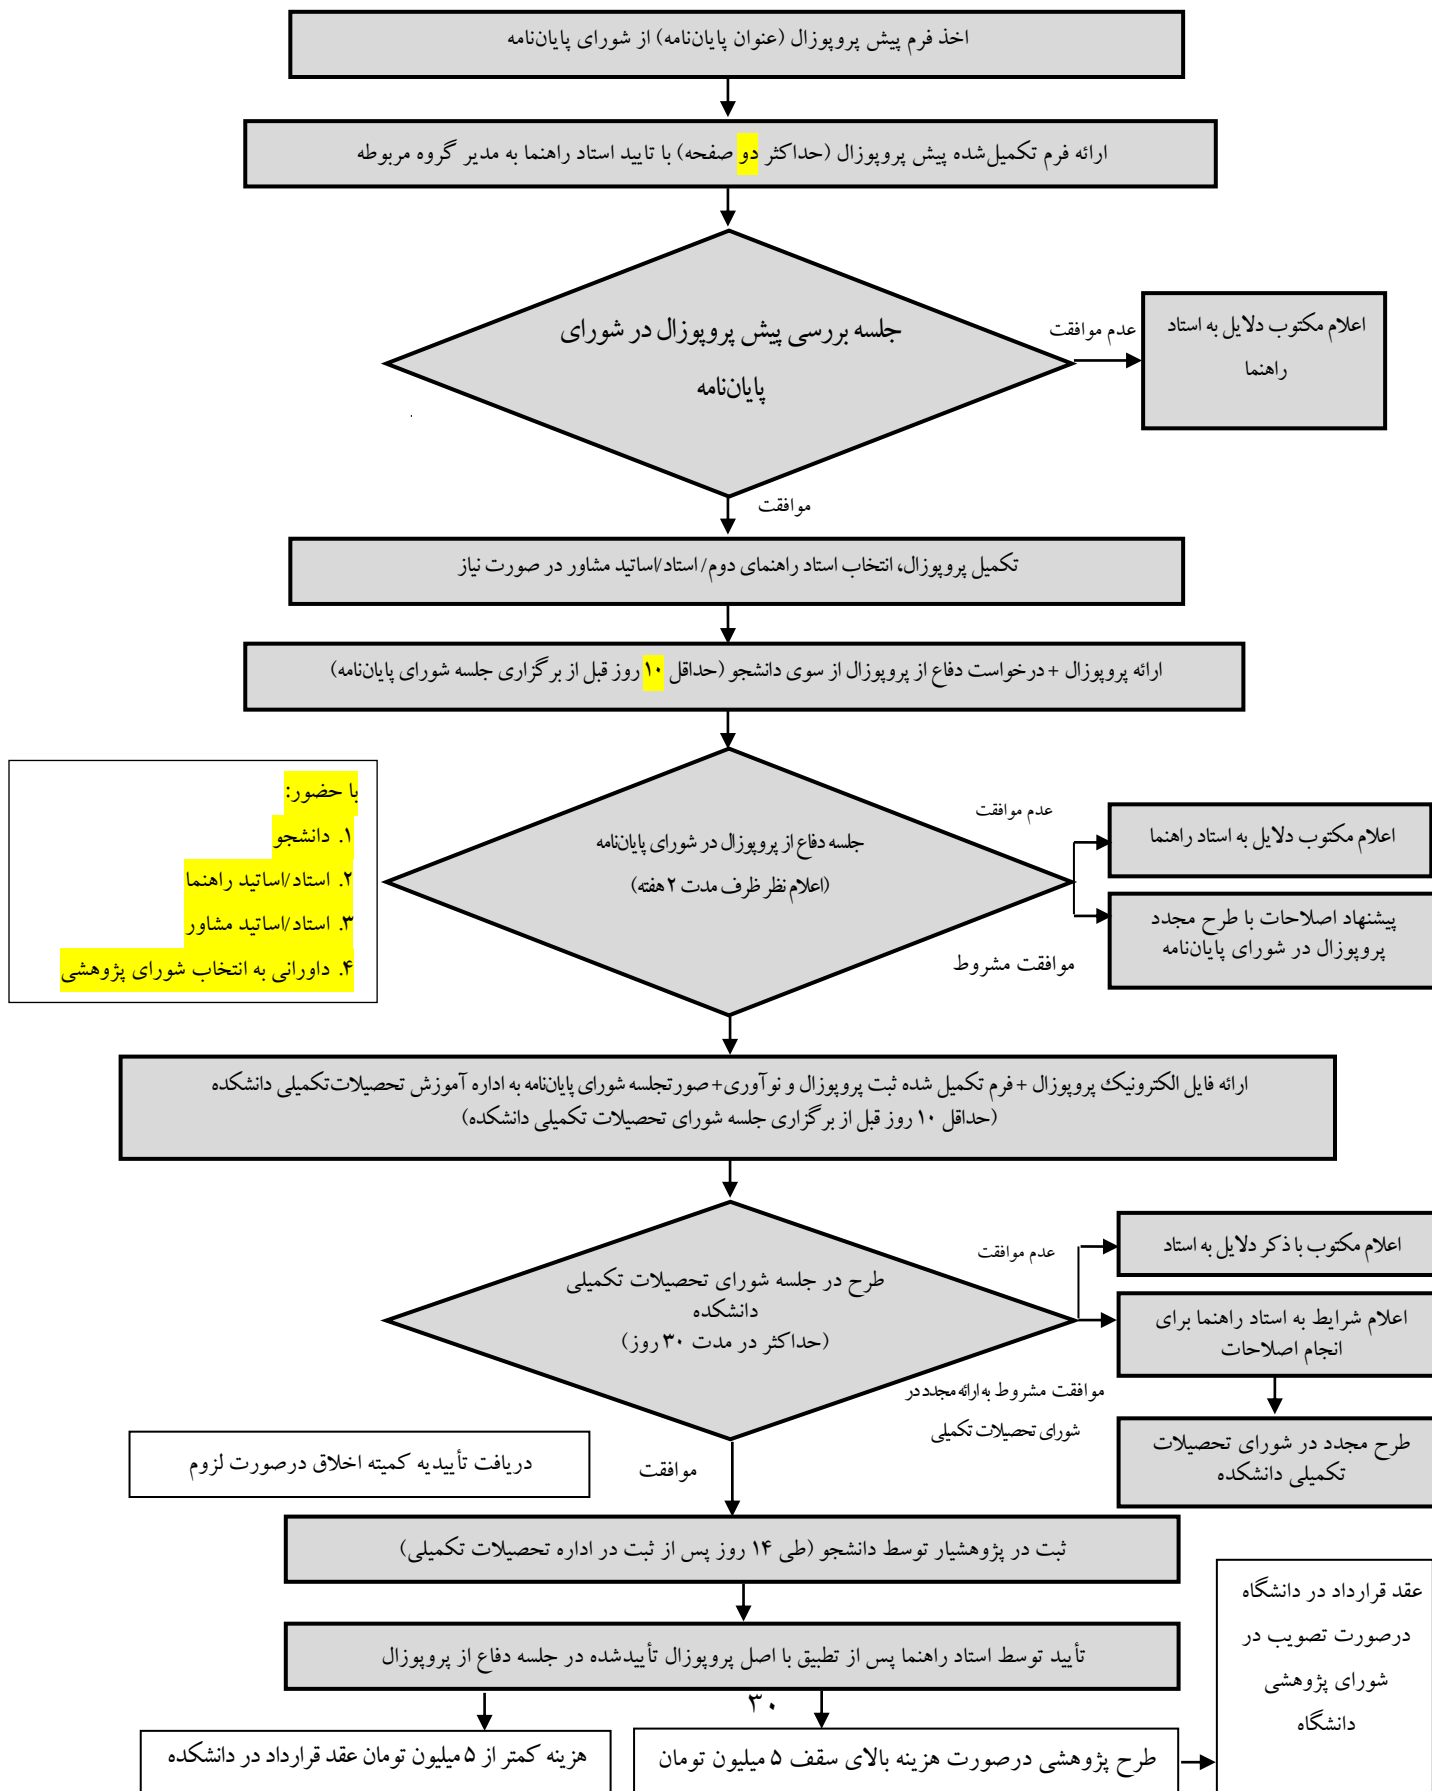 اخذ فرم پیش پروپوزال (عنوان پایان‌نامه) از شورای پایان‌نامه
ارائه فرم تکمیل‌شده پیش پروپوزال (حداکثر دو صفحه) با تایید استاد راهنما به مدیر گروه مربوطه
جلسه بررسی پیش پروپوزال در شورای
پایان‌نامه
عدم موافقت
اعلام مکتوب دلایل به استاد
راهنما
موافقت
تکمیل پروپوزال، انتخاب استاد راهنمای دوم/ استاد/اساتید مشاور در صورت نیاز
ارائه پروپوزال + درخواست دفاع از پروپوزال از سوی دانشجو (حداقل ۱۰ روز قبل از برگزاری جلسه شورای پایان‌نامه)
با حضور:
۱. دانشجو
۲. استاد/اساتید راهنما
۳. استاد/اساتید مشاور
۴. داورانی به انتخاب شورای پژوهشی
جلسه دفاع از پروپوزال در شورای پایان‌نامه
(اعلام نظر ظرف مدت ۲ هفته)
عدم موافقت
اعلام مکتوب دلایل به استاد راهنما
موافقت مشروط
پیشنهاد اصلاحات با طرح مجدد
پروپوزال در شورای پایان‌نامه
ارائه فایل الکترونیک پروپوزال + فرم تکمیل شده ثبت پروپوزال و نوآوری+ صورتجلسه شورای پایان‌نامه به اداره آموزش تحصیلات‌تکمیلی دانشکده
(حداقل ۱۰ روز قبل از برگزاری جلسه شورای تحصیلات تکمیلی دانشکده)
طرح در جلسه شورای تحصیلات تکمیلی
دانشکده
(حداکثر در مدت ۳۰ روز)
عدم موافقت
اعلام مکتوب با ذکر دلایل به استاد
اعلام شرایط به استاد راهنما برای
انجام اصلاحات
موافقت مشروط به ارائه مجدد در
شورای تحصیلات تکمیلی
طرح مجدد در شورای تحصیلات
تکمیلی دانشکده
دریافت تأییدیه کمیته اخلاق درصورت لزوم
موافقت
ثبت در پژوهشیار توسط دانشجو (طی ۱۴ روز پس از ثبت در اداره تحصیلات تکمیلی)
تأیید توسط استاد راهنما پس از تطبیق با اصل پروپوزال تأییدشده در جلسه دفاع از پروپوزال
۳۰
عقد قرارداد در دانشگاه
درصورت تصویب در
شورای پژوهشی
دانشگاه
طرح پژوهشی درصورت هزینه بالای سقف ۵ میلیون تومان
هزینه کمتر از ۵ میلیون تومان عقد قرارداد در دانشکده